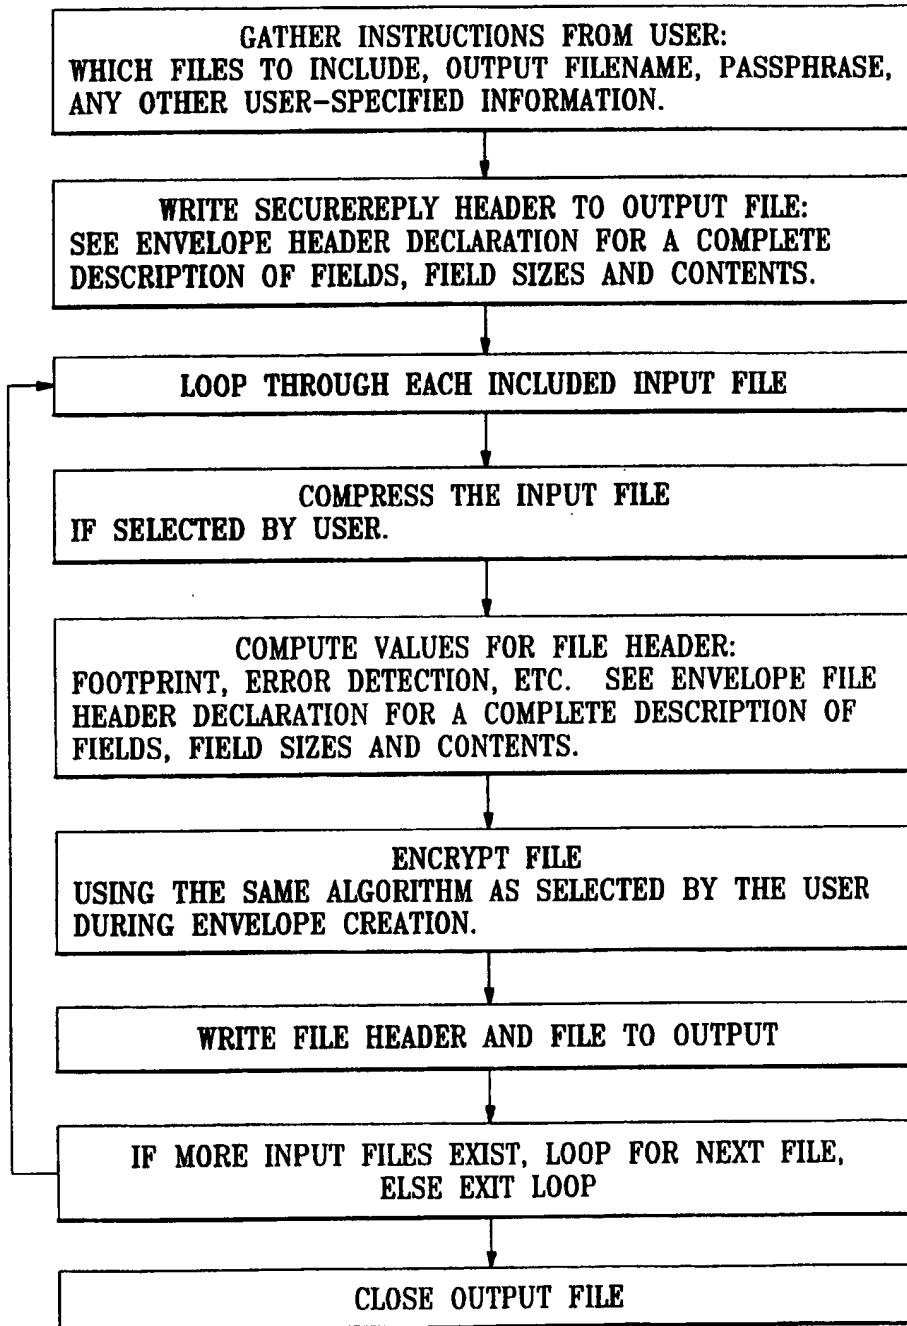 GATHER INSTRUCTIONS FROM USER:
WHICH FILES TO INCLUDE, OUTPUT FILENAME, PASSPHRASE,
ANY OTHER USER-SPECIFIED INFORMATION.
WRITE SECUREREPLY HEADER TO OUTPUT FILE:
SEE ENVELOPE HEADER DECLARATION FOR A COMPLETE
DESCRIPTION OF FIELDS, FIELD SIZES AND CONTENTS.
LOOP THROUGH EACH INCLUDED INPUT FILE
COMPRESS THE INPUT FILE
IF SELECTED BY USER.
COMPUTE VALUES FOR FILE HEADER:
FOOTPRINT, ERROR DETECTION, ETC. SEE ENVELOPE FILE
HEADER DECLARATION FOR A COMPLETE DESCRIPTION OF
FIELDS, FIELD SIZES AND CONTENTS.
ENCRYPT FILE
USING THE SAME ALGORITHM AS SELECTED BY THE USER
DURING ENVELOPE CREATION.
WRITE FILE HEADER AND FILE TO OUTPUT
IF MORE INPUT FILES EXIST, LOOP FOR NEXT FILE,
ELSE EXIT LOOP
CLOSE OUTPUT FILE